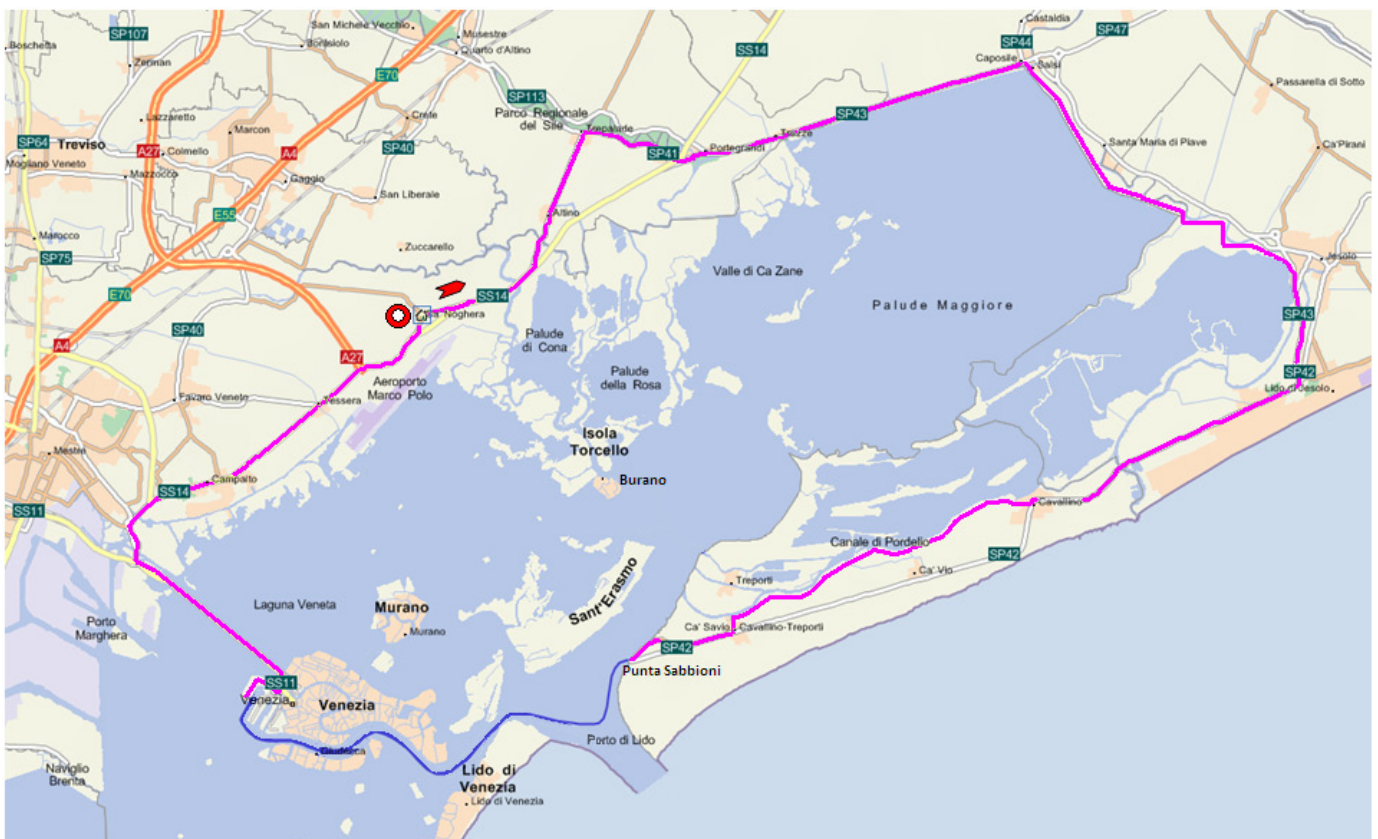 Castaldia
San Michele Vecchio
SP107
Musestre
SP44
SP47
Boschetta
Bonisiolo
Quarto d'Altino
SS14
Caposile
Salsi
Zerman
E70
Passarella di Sotto
SP113
Lazzaretto
Crete
Parco Regionale
del Sile
SP43
Marcon
Trepalade
Trezze
SP64
Treviso
A4
SP40
Santa Maria di Piave
Ca'Pirani
A27
Colmello
SP41
Portegrandi
Mogliano Veneto
Mazzocco
Gaggio
San Liberale
E55
Altino
Marocco
Zuccarello
SP75
Jesolo
Valle di Ca Zane
E70
SS14
Palude Maggiore
Ca' Noghera
SP43
SP40
Palude
di Cona
A4
A27
Palude
della Rosa
SP42
Aeroporto
Marco Polo
Lido di Jesolo
Favaro Veneto
Tessera
Isola
Torcello
Mestre
Campalto
Burano
SS14
SS11
Cavallino
Canale di Pordello
SP42
Ca' Vio
Treporti
Sant'Erasmo
Laguna Veneta
Murano
Porto
Marghera
Murano
Ca' Savio
Cavallino-Treporti
SP42
Punta Sabbioni
SS11
Venezia
Venezia
Porto di Lido
Giudecca
Naviglio
Brenta
Lido di
Venezia
Lido di Venezia